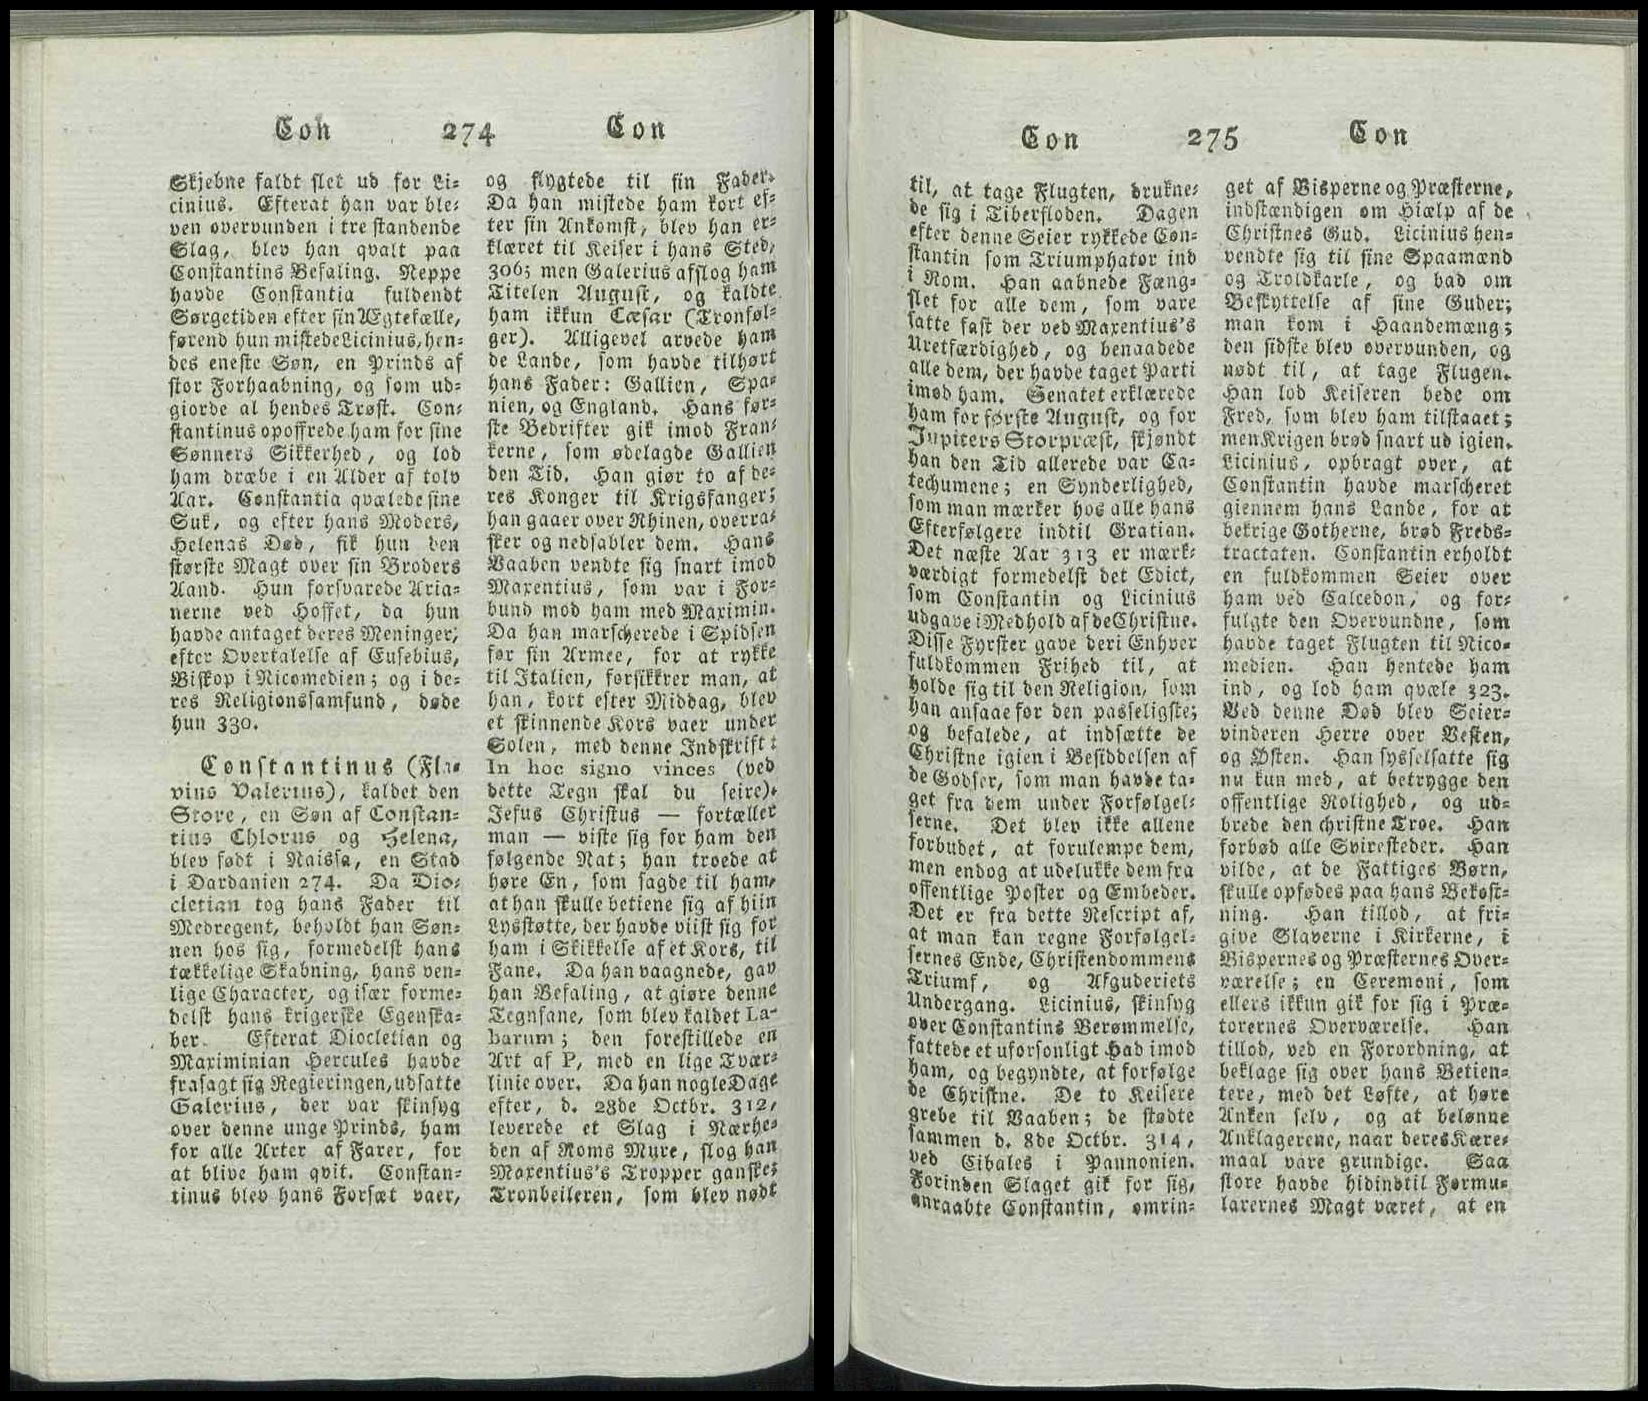 Con 274 Con
Skjebne faldt slet ud for Li-
cinius. Efterat han var ble-
ven overvunden i tre standende
Slag, blev han qvalt paa
Constantins Befaling. Neppe
havde Constantia fuldendt
Sørgetiden efter sin Ægtefælle,
førend hun mistede Licinius, hen-
des eneste Søn, en Prinds af
stor Forhaabning, og som ud-
giorde al hendes Trøst. Con-
stantinus opoffrede ham for sine
Sønners Sikkerhed, og lod
ham dræbe i en Alder af tolv
Aar. Constantia qvælede sine
Suk, og efter hans Moders,
Helenas Død, fik hun den
største Magt over sin Broders
Aand. Hun forsvarede Aria-
nerne ved Hoffet, da hun
havde antaget deres Meninger,
efter Overtalelse af Eusebius,
Biskop i Nicomedien; og i de-
res Religionssamfund, døde
hun 330.
Constantinus (Fla-
vius Valerius), kaldet den
Store, en Søn af Constan-
tius Chlorus og Helena,
blev født i Naissa, en Stad
i Dardanien 274. Da Dio-
cletian tog hans Fader til
Medregent, beholdt han Søn-
nen hos sig, formedelst hans
tækkelige Skabning, hans ven-
lige Character, og især forme-
delst hans krigerske Egenska-
ber. Efterat Diocletian og
Maximinian Hercules havde
frasagt sig Regieringen, udsatte
Galerius, der var skinsyg
over denne unge Prinds, ham
for alle Arter af Farer, for
at blive ham qvit. Constan-
tinus blev hans Forsæt vaer,
og flygtede til sin Fader.
Da han mistede ham kort ef-
ter sin Ankomst, blev han er-
klæret til Keiser i hans Sted,
306; men Galerius afslog ham
Titelen August, og kaldte
ham ikkun Cæsar (Tronføl-
ger). Alligevel arvede ham
de Lande, som havde tilhørt
hans Fader: Gallien, Spa-
nien, og England. Hans før-
ste Bedrifter gik imod Fran-
kerne, som ødelagde Gallien
den Tid. Han giør to af de-
res Konger til Krigsfanger;
han gaaer over Rhinen, overra-
sker og nedsabler dem. Hans
Vaaben vendte sig snart imod
Maxentius, som var i For-
bund mod ham med Maximin.
Da han marscherede i Spidsen
før sin Armee, for at rykke
til Italien, forsikkrer man, at
han, kort efter Middag, blev
et skinnende Kors vaer under
Solen, med denne Indskrift:
In hoc signo vinces (ved
dette Tegn skal du seire).
Jesus Christus — fortæller
man — viste sig for ham den
følgende Nat; han troede at
høre En, som sagde til ham,
at han skulle betiene sig af hiin
Lysstøtte, der havde viist sig for
ham i Skikkelse af et Kors, til
Fane. Da han vaagnede, gav
han Befaling, at giøre denne
Tegnfane, som blev kaldet La-
barum; den forestillede en
Art af P, med en lige Tvær-
linie over. Da han nogle Dage
efter, d. 28de Octbr. 312,
leverede et Slag i Nærhe-
den af Roms Mure, slog han
Maxentius's Tropper ganske;
Tronbeileren, som blev nødt
Con 275 Con
til, at tage Flugten, drukne-
de sig i Tiberfloden. Dagen
efter denne Seier rykkede Con-
stantin som Triumphator ind
i Rom. Han aabnede Fæng-
slet for alle dem, som vare
satte fast der ved Maxentius's
Uretfærdighed, og benaadede
alle dem, der havde taget Parti
imod ham. Senatet erklærede
ham for første August, og for
Jupiters Storpræst, skjøndt
han den Tid allerede var Ca-
techumene; en Synderlighed,
som man mærker hos alle hans
Efterfølgere indtil Gratian.
Det næste Aar 313 er mærk-
værdigt formedelst det Edict,
som Constantin og Licinius
udgave i Medhold af de Christne.
Disse Fyrster gave deri Enhver
fuldkommen Frihed til, at
holde sig til den Religion, som
han ansaae for den passeligste;
og befalede, at indsætte de
Christne igien i Besiddelsen af
de Godser, som man havde ta-
get fra dem under Forfølgel-
serne. Det blev ikke allene
forbudet, at forulempe dem,
men endog at udelukke dem fra
offentlige Poster og Embeder.
Det er fra dette Rescript af,
at man kan regne Forfølgel-
sernes Ende, Christendommens
Triumf, og Afguderiets
Undergang. Licinius, skinsyg
over Constantins Berømmelse,
fattede et uforsonligt Had imod
ham, og begyndte, at forfølge
de Christne. De to Keisere
grebe til Vaaben; de stødte
sammen d. 8de Octbr. 314,
ved Cibales i Pannonien.
Forinden Slaget gik for sig,
anraabte Constantin, omrin-
get af Bisperne og Præsterne,
indstændigen om Hiælp af de
Christnes Gud. Licinius hen-
vendte sig til sine Spaamænd
og Troldkarle, og bad om
Beskyttelse af sine Guder;
man kom i Haandemæng;
den sidste blev overvunden, og
nødt til, at tage Flugen.
Han lod Keiseren bede om
Fred, som blev ham tilstaaet;
men Krigen brød snart ud igien.
Licinius, opbragt over, at
Constantin havde marscheret
giennem hans Lande, for at
bekrige Gotherne, brød Freds-
tractaten. Constantin erholdt
en fuldkommen Seier over
ham ved Calcedon, og for-
fulgte den Overvundne, som
havde taget Flugten til Nico-
medien. Han hentede ham
ind, og lod ham qvæle 323.
Ved denne Død blev Seier-
vinderen Herre over Vesten,
og Østen. Han sysselsatte sig
nu kun med, at betrygge den
offentlige Rolighed, og ud-
brede den christne Troe. Han
forbød alle Sviresteder. Han
vilde, at de Fattiges Børn,
skulle opfødes paa hans Bekost-
ning. Han tillod, at fri-
give Slaverne i Kirkerne, i
Bispernes og Præsternes Over-
værelse; en Ceremoni, som
ellers ikkun gik for sig i Præ-
torernes Overværelse. Han
tillod, ved en Forordning, at
beklage sig over hans Betien-
tere, med det Løfte, at høre
Anken selv, og at belønne
Anklagerene, naar deres Kære-
maal vare grundige. Saa
store havde hidindtil Formu-
larernes Magt været, at en